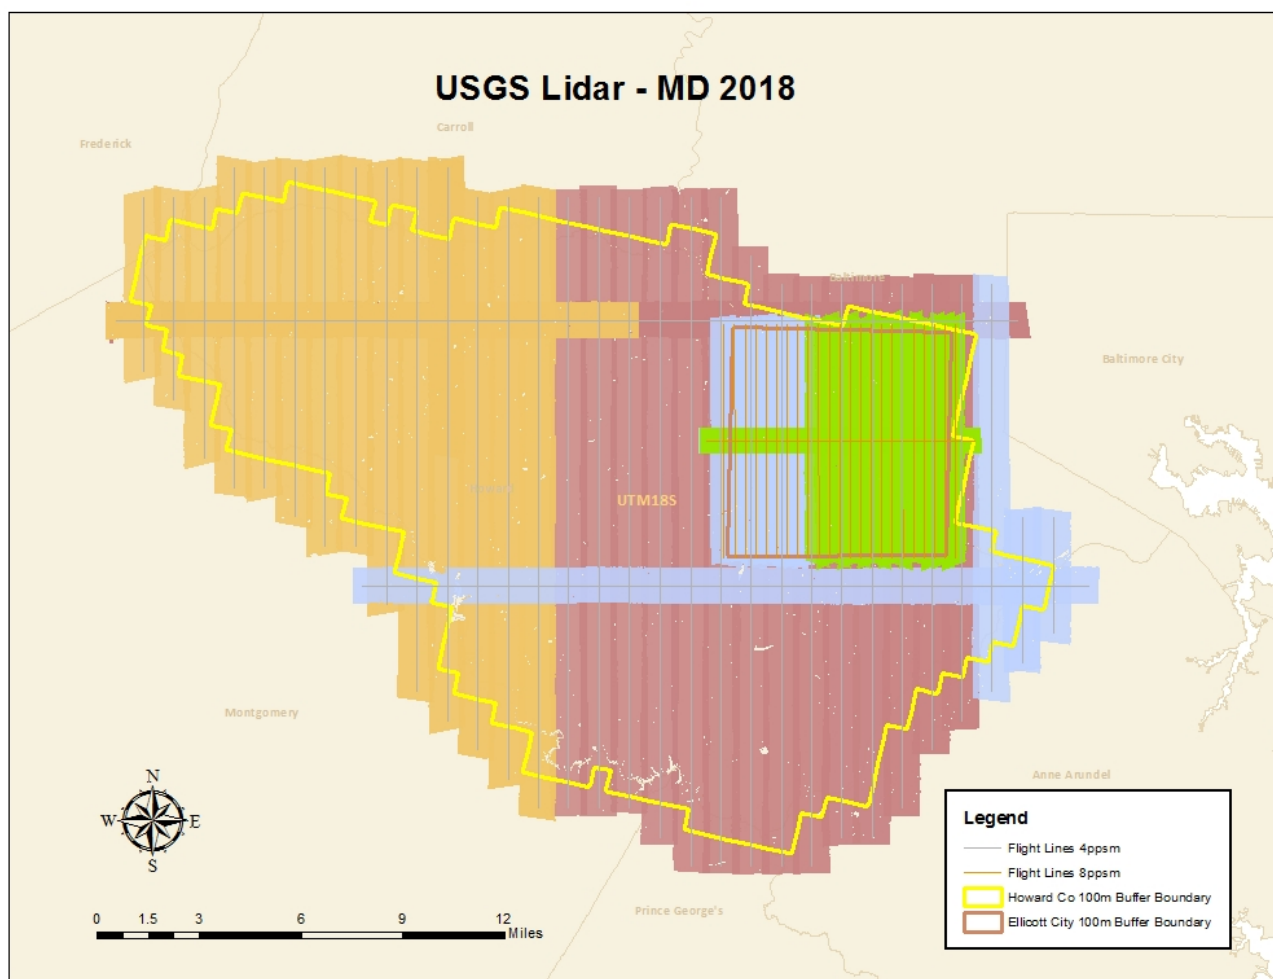 USGS Lidar - MD 2018
Carroll
Frederick
Baltimore
Baltimore City
Howard
UTM18S
Montgomery
Anne Arundel
Prince George's
N
W
E
S
0 1.5 3 6 9 12
Miles
Legend
Flight Lines 4ppsm
Flight Lines 8ppsm
Howard Co 100m Buffer Boundary
Ellicott City 100m Buffer Boundary